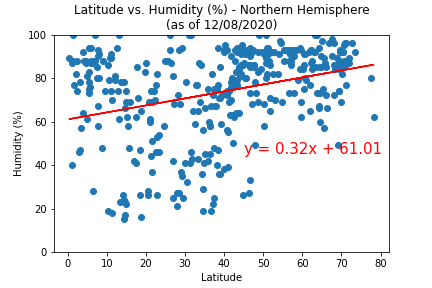 Latitude vs. Humidity (%) - Northern Hemisphere
(as of 12/08/2020)
100
80
60
40
20
0
Humidity (%)
y = 0.32x + 61.01
0 10 20 30 40 50 60 70 80
Latitude